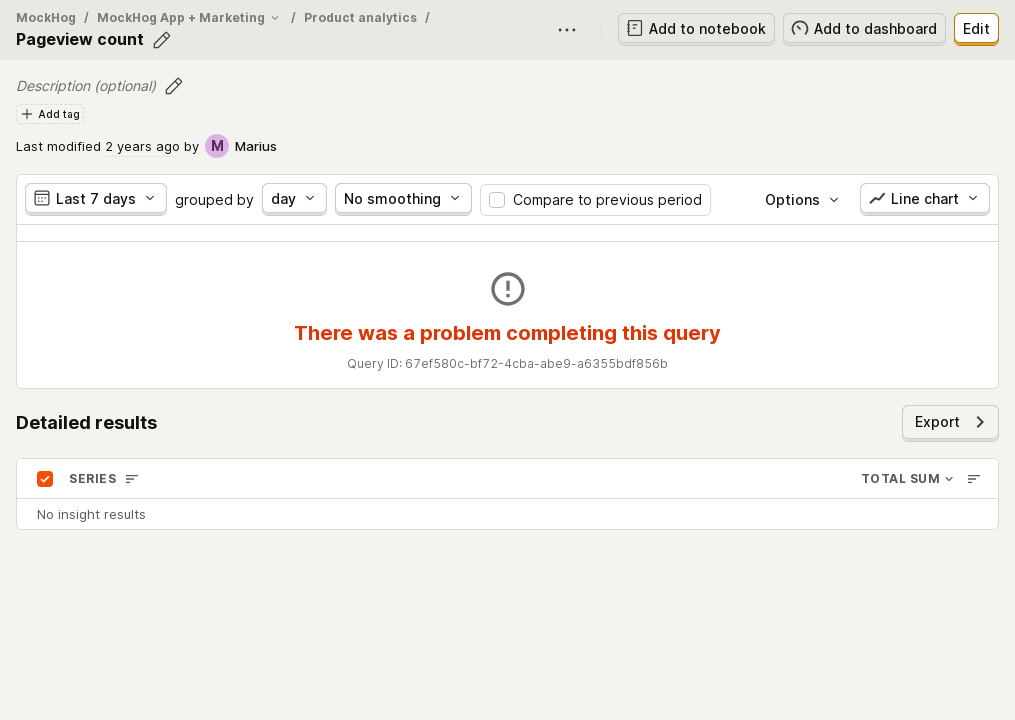 MockHog / MockHog App + Marketing / Product analytics /
Pageview count
Add to notebook
Add to dashboard
Edit
Description (optional)
Add tag
Last modified 2 years ago by M Marius
Last 7 days grouped by day No smoothing Compare to previous period Options Line chart
There was a problem completing this query
Query ID: 67ef580c-bf72-4cba-abe9-a6355bdf856b
Detailed results
Export
SERIES TOTAL SUM
No insight results